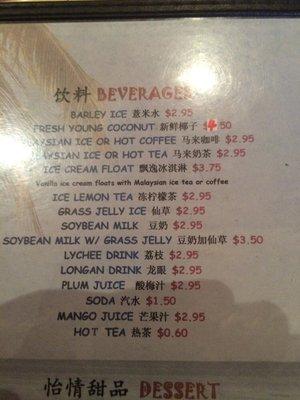 饮料 BEVERAGES
BARLEY ICE 薏米水 $2.95
FRESH YOUNG COCONUT 新鲜椰子 $4.50
AYSIAN ICE OR HOT COFFEE 马来咖啡 $2.95
AYSIAN ICE OR HOT TEA 马来奶茶 $2.95
ICE CREAM FLOAT 飘逸冰淇淋 $3.75
Vanilla ice cream floats with Malaysian ice tea or coffee
ICE LEMON TEA 冻柠檬茶 $2.95
GRASS JELLY ICE 仙草 $2.95
SOYBEAN MILK 豆奶 $2.95
SOYBEAN MILK W/ GRASS JELLY 豆奶加仙草 $3.50
LYCHEE DRINK 荔枝 $2.95
LONGAN DRINK 龙眼 $2.95
PLUM JUICE 酸梅汁 $2.95
SODA 汽水 $1.50
MANGO JUICE 芒果汁 $2.95
HOT TEA 热茶 $0.60
怡情甜品 DESSERT